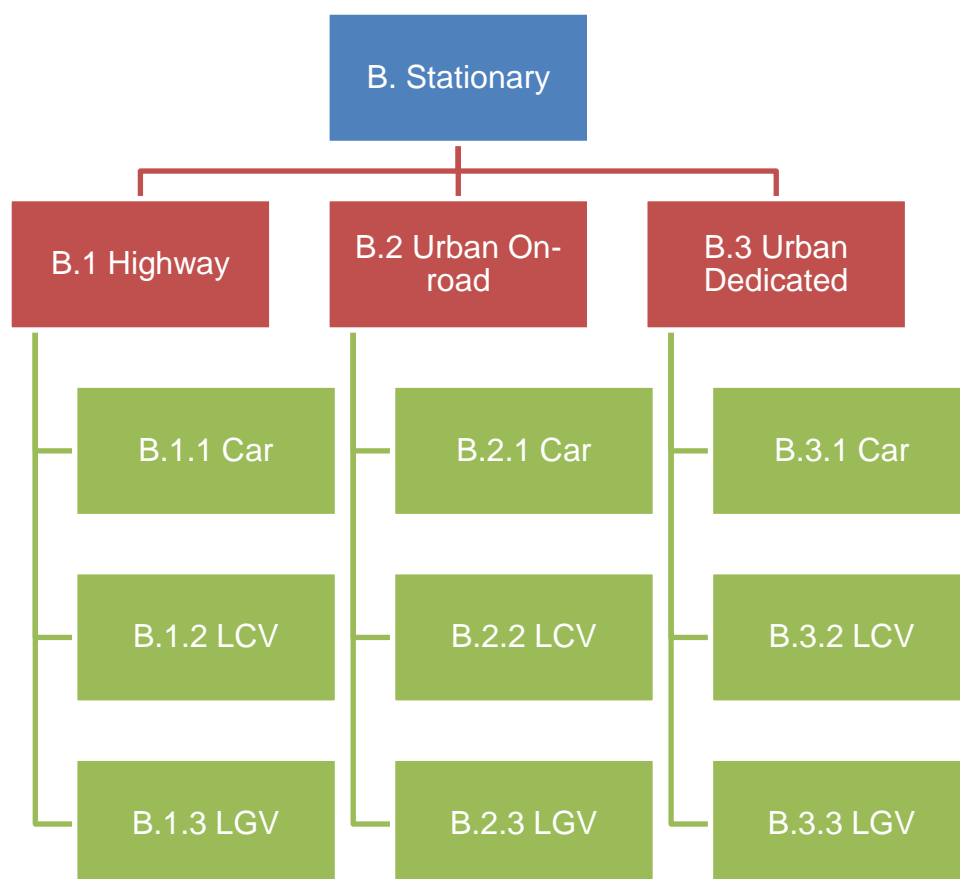 B. Stationary
B.1 Highway
B.2 Urban On-
road
B.3 Urban
Dedicated
B.1.1 Car
B.2.1 Car
B.3.1 Car
B.1.2 LCV
B.2.2 LCV
B.3.2 LCV
B.1.3 LGV
B.2.3 LGV
B.3.3 LGV